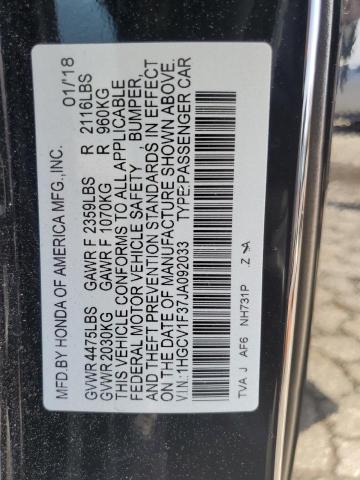 MFD.BY HONDA OF AMERICA MFG.,INC. 01/18
GVWR 4475LBS GAWR F 2359LBS R 2116LBS
GVWR 2030KG GAWR F 1070KG R 960KG
THIS VEHICLE CONFORMS TO ALL APPLICABLE
FEDERAL MOTOR VEHICLE SAFETY, BUMPER,
AND THEFT PREVENTION STANDARDS IN EFFECT
ON THE DATE OF MANUFACTURE SHOWN ABOVE.
V.I.N.:1HGCV1F37JA092033 TYPE:PASSENGER CAR
TVA J AF6 NH731P